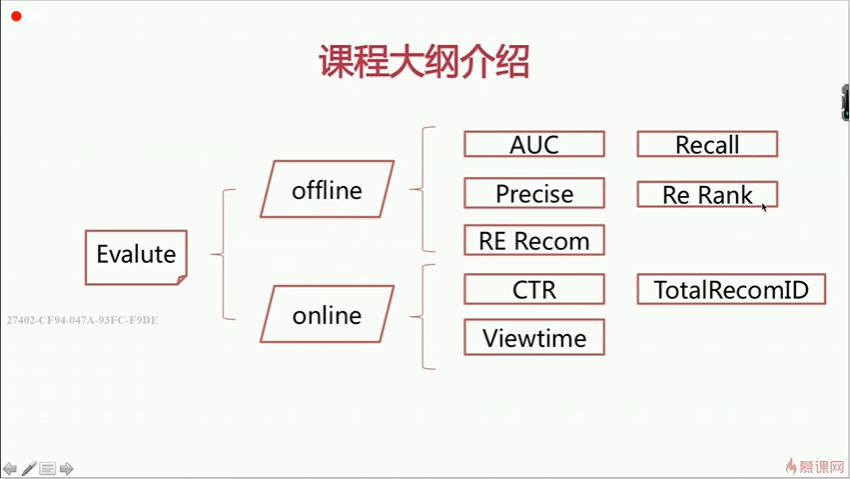 课程大纲介绍
AUC
Recall
offline
Precise
Re Rank
RE Recom
Evalute
CTR
TotalRecomID
online
27402-CF94-047A-93FC-F9DE
Viewtime
慕课网